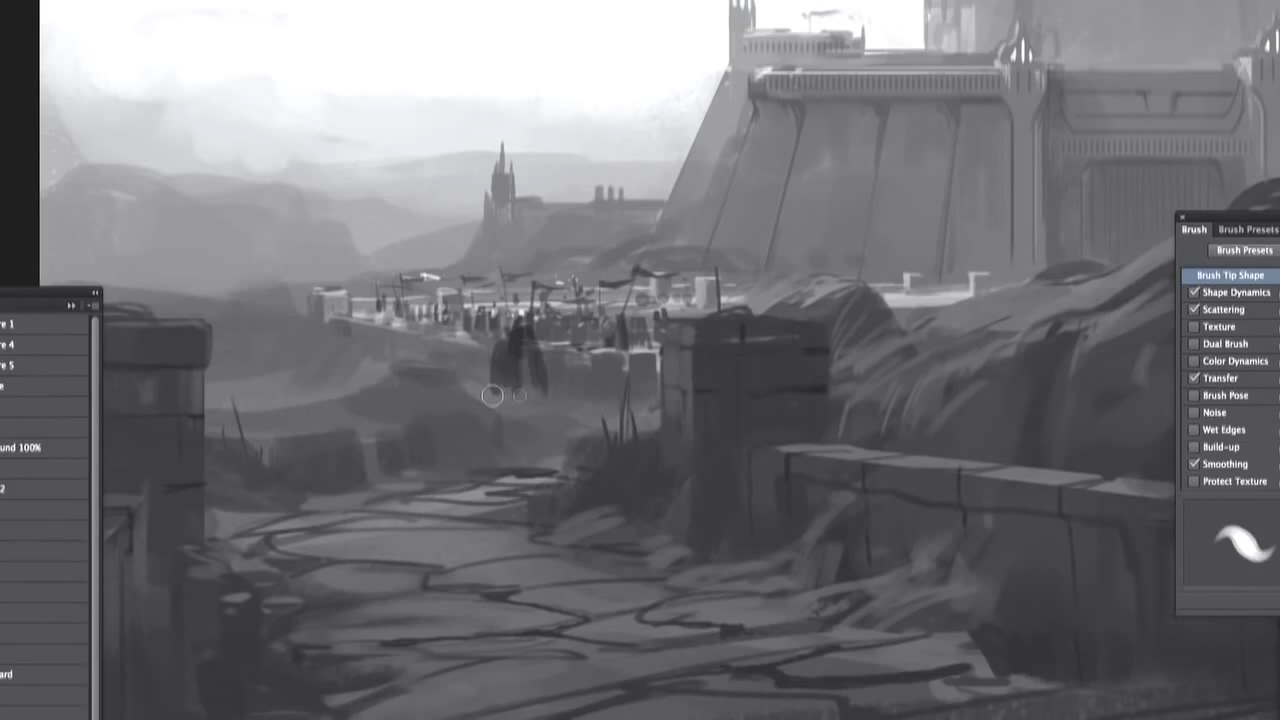 re 1
re 4
re 5
e
und 100%
2
ard
Brush Brush Presets
Brush Presets
Brush Tip Shape
Shape Dynamics
Scattering
Texture
Dual Brush
Color Dynamics
Transfer
Brush Pose
Noise
Wet Edges
Build-up
Smoothing
Protect Texture